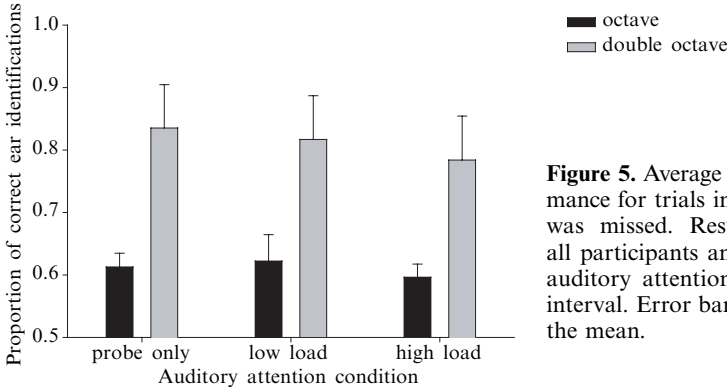 Proportion of correct ear identifications
1.0
0.9
0.8
0.7
0.6
0.5
probe only low load high load
Auditory attention condition
octave
double octave
Figure 5. Average
mance for trials in
was missed. Res
all participants an
auditory attention
interval. Error bar
the mean.